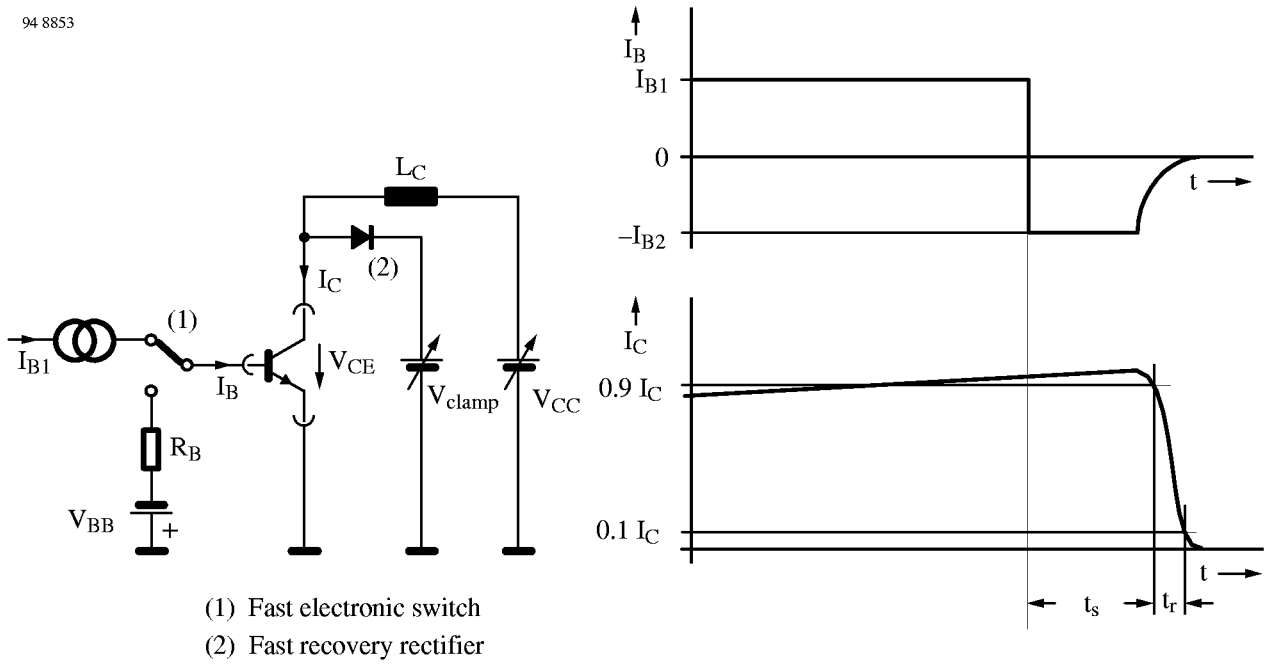 94 8853
I_B
I_B1
0
t
–I_B2
L_C
(2)
I_C
(1)
I_B1
I_B
V_CE
V_clamp
V_CC
R_B
V_BB
+
I_C
0.9 I_C
0.1 I_C
t
t_s
t_r
(1) Fast electronic switch
(2) Fast recovery rectifier